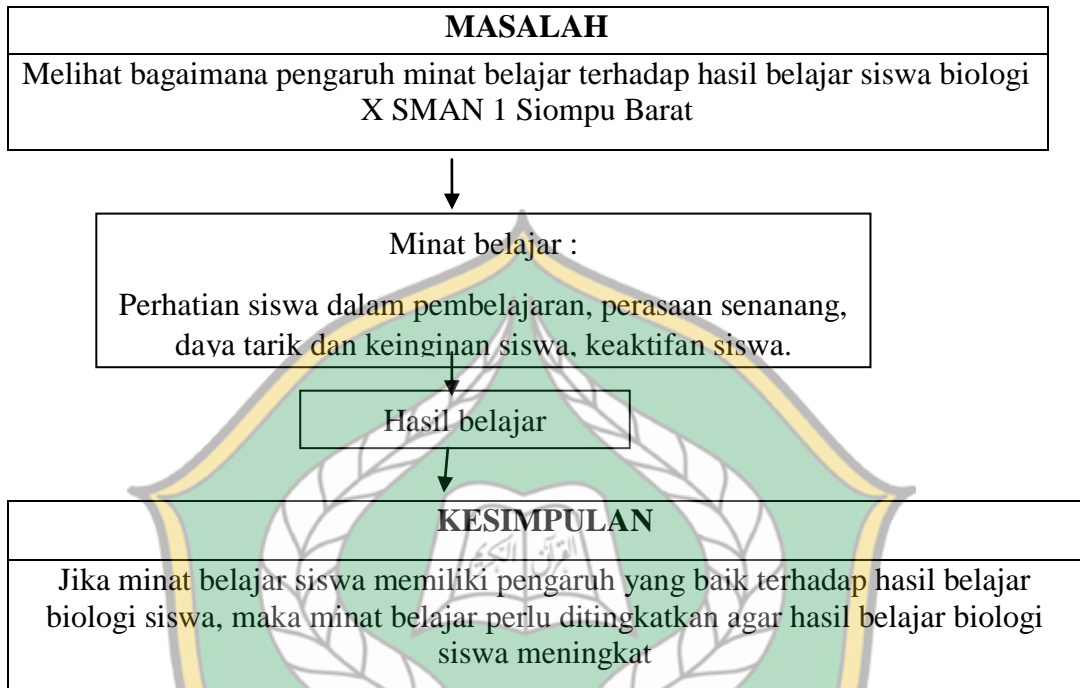 MASALAH
Melihat bagaimana pengaruh minat belajar terhadap hasil belajar siswa biologi
X SMAN 1 Siompu Barat
Minat belajar :
Perhatian siswa dalam pembelajaran, perasaan senanang,
daya tarik dan keinginan siswa, keaktifan siswa.
Hasil belajar
KESIMPULAN
القرآن الكريم
Jika minat belajar siswa memiliki pengaruh yang baik terhadap hasil belajar
biologi siswa, maka minat belajar perlu ditingkatkan agar hasil belajar biologi
siswa meningkat